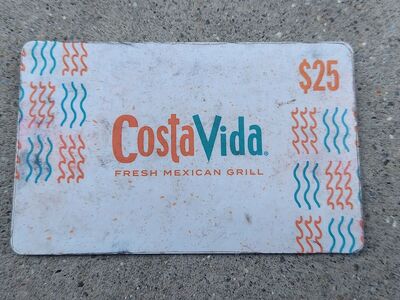 $25
CostaVida®
FRESH MEXICAN GRILL